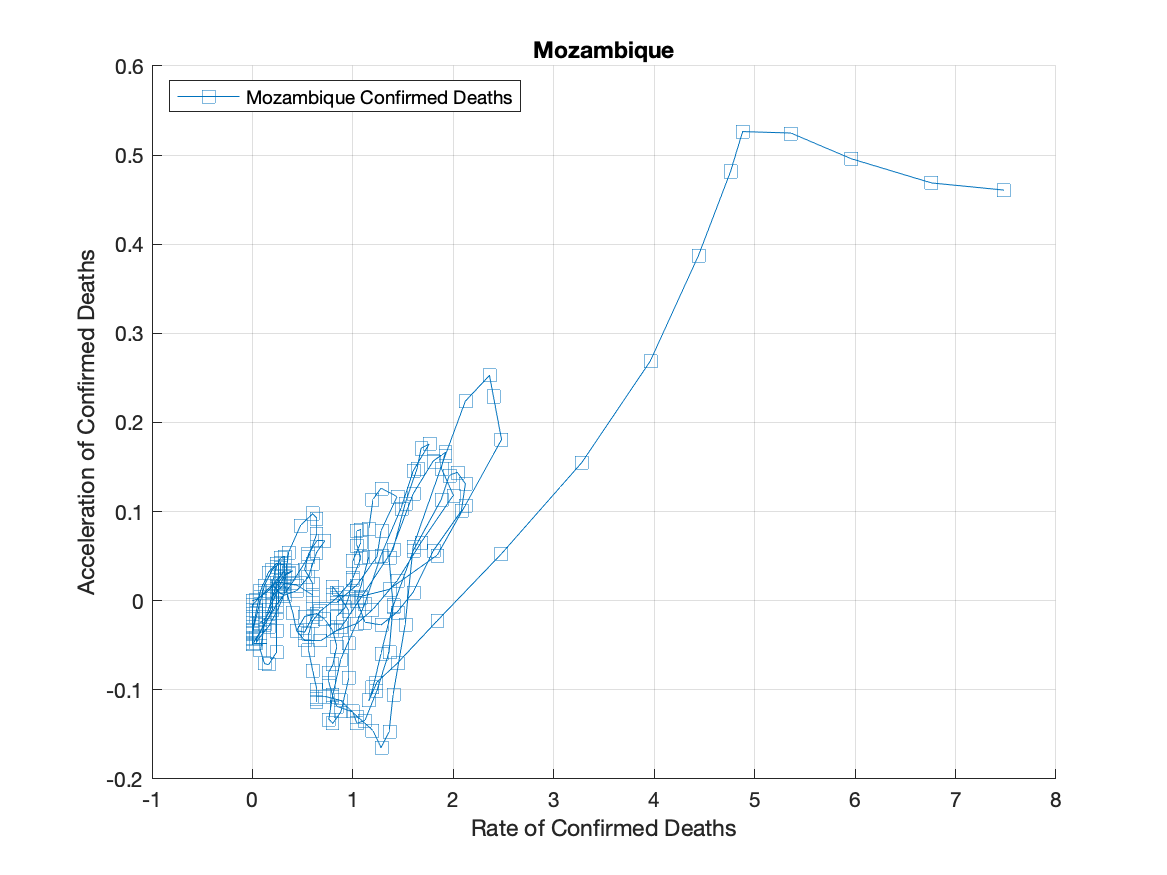 Mozambique
Mozambique Confirmed Deaths
0.6
0.5
0.4
0.3
0.2
0.1
0
-0.1
-0.2
Acceleration of Confirmed Deaths
-1 0 1 2 3 4 5 6 7 8
Rate of Confirmed Deaths